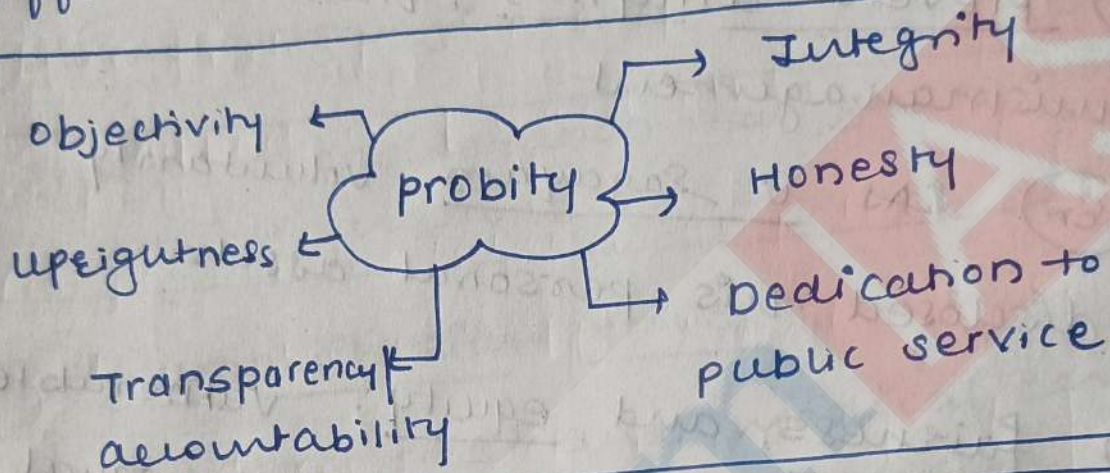 Integrity
Objectivity
probity
Honesty
uprightness
Dedication to
public service
Transparency
accountability